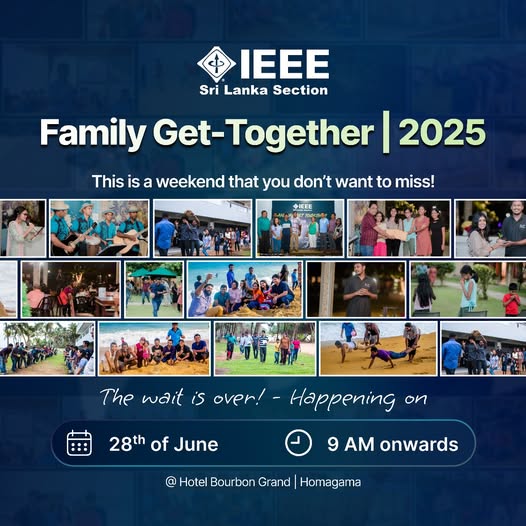 IEEE
Sri Lanka Section
Family Get-Together | 2025
This is a weekend that you don't want to miss!
IEEE
The wait is over! - Happening on
28th of June
9 AM onwards
@ Hotel Bourbon Grand | Homagama